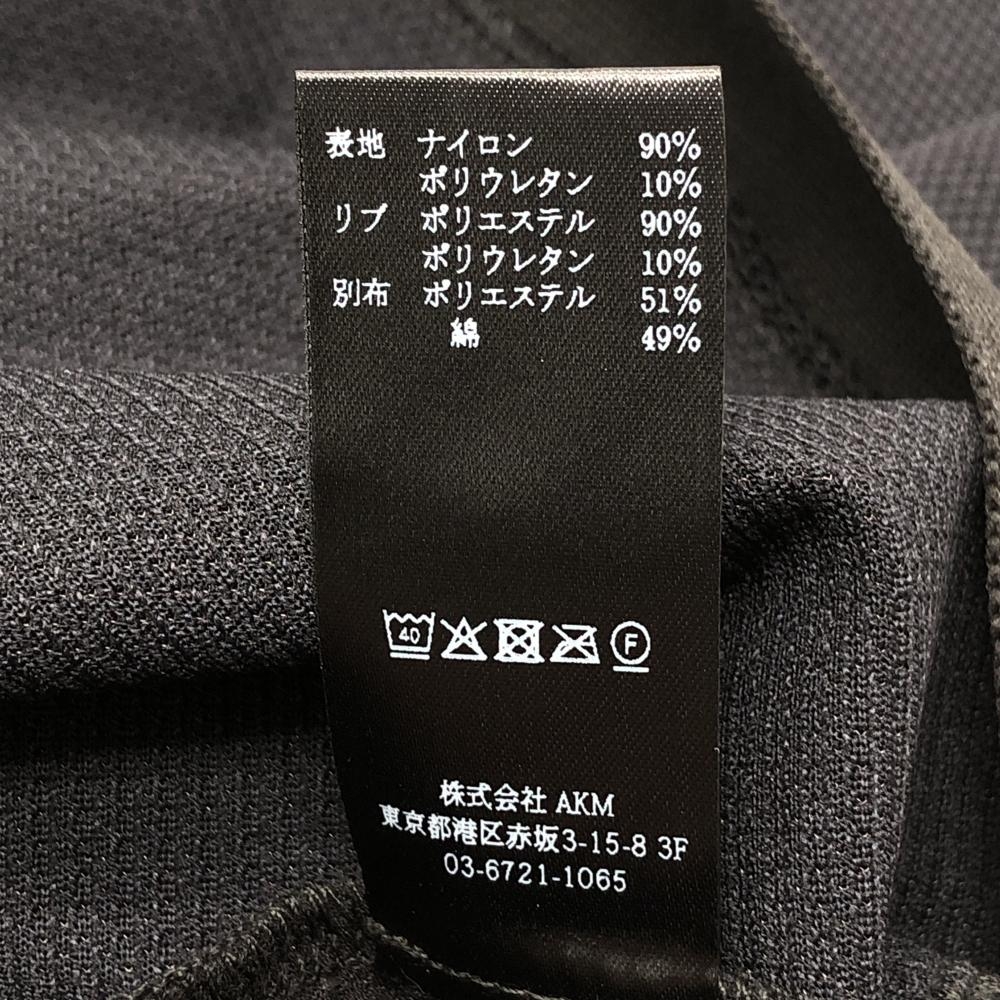 表地 ナイロン 90%
ポリウレタン 10%
リブ ポリエステル 90%
ポリウレタン 10%
別布 ポリエステル 51%
綿 49%
40 F
株式会社 AKM
東京都港区赤坂3-15-8 3F
03-6721-1065